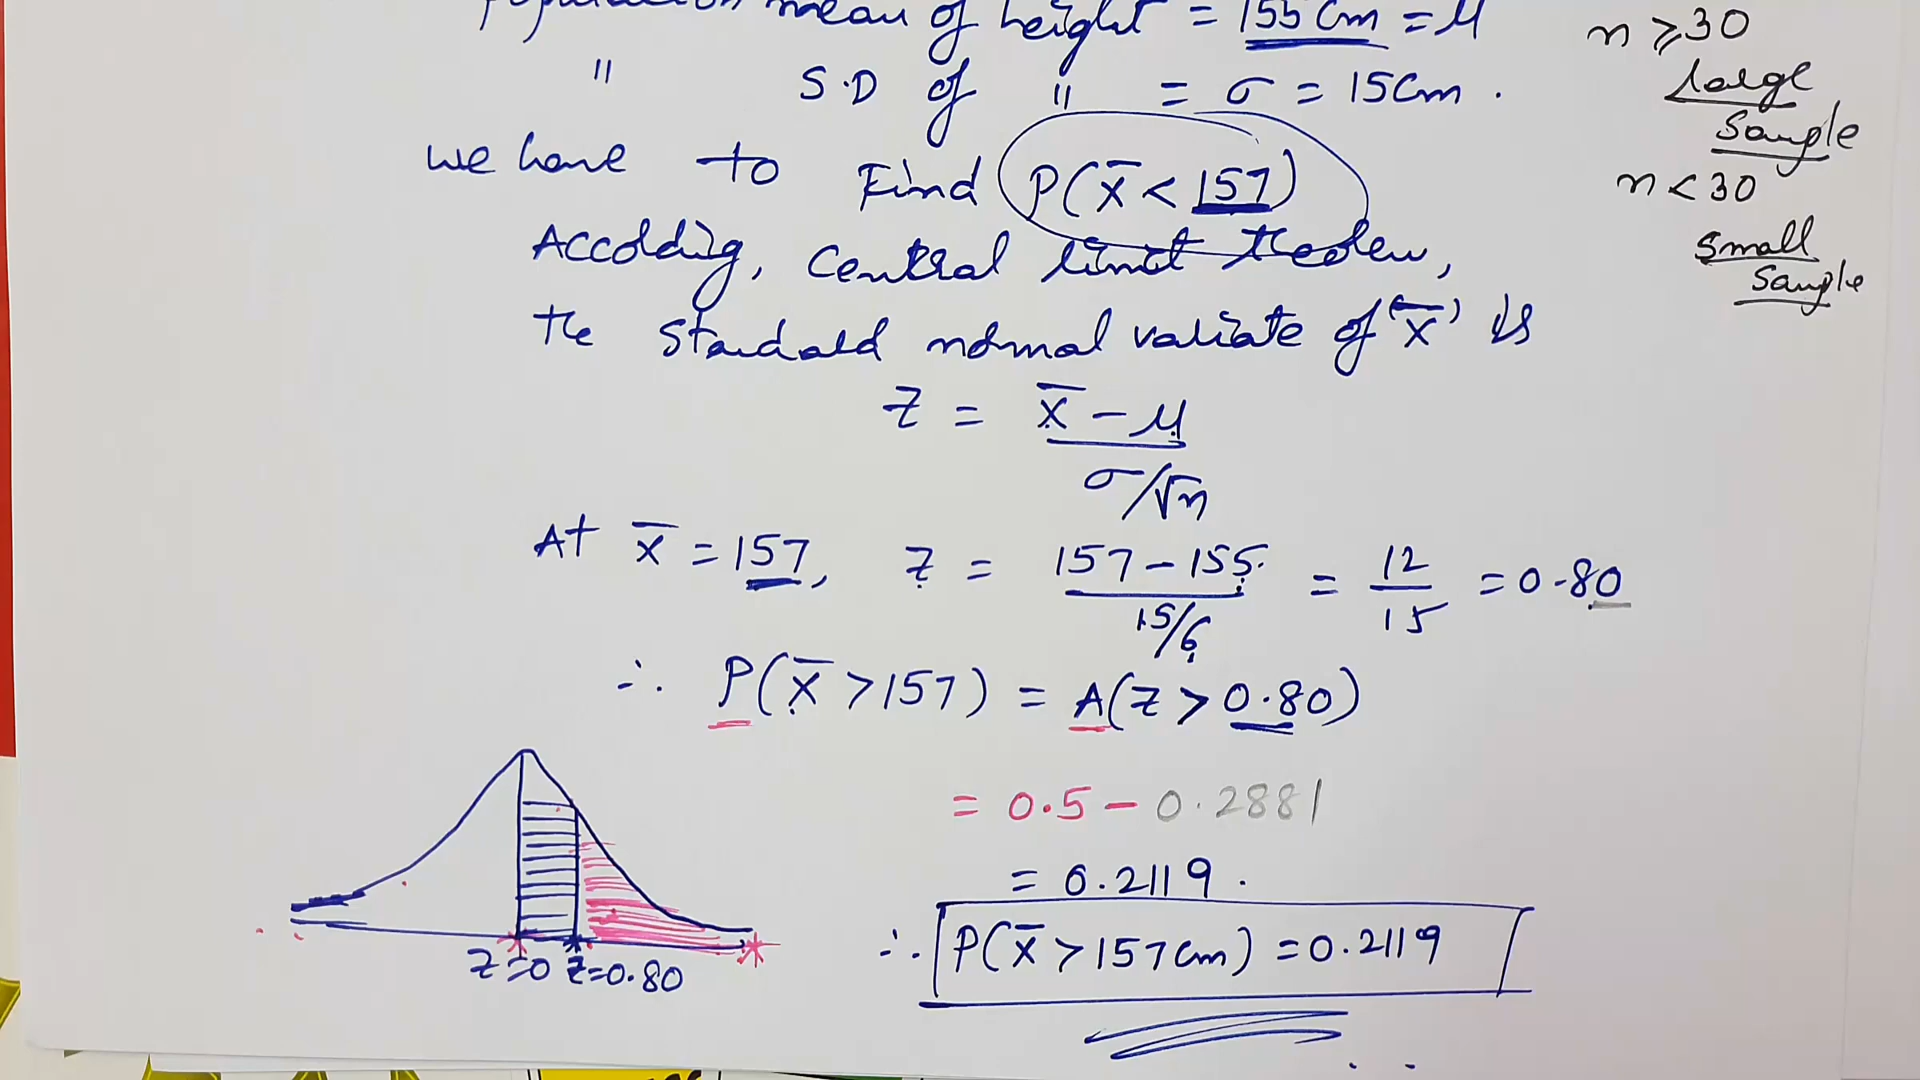 Population mean of height = 155 Cm = μ
" S.D of " = σ = 15Cm.
we have to Find P(x̄ < 157)
According, Central limit theorem,
the standard normal variate of (x̄) is
Z = x̄ - μ / σ/√n
At x̄ = 157, Z = 157 - 155 / 15/6 = 12/15 = 0.80
∴ P(x̄ > 157) = A(Z > 0.80)
= 0.5 - 0.2881
= 0.2119.
∴ P(x̄ > 157 cm) = 0.2119
Z=0 Z=0.80
n ≥ 30
Large
Sample
n < 30
Small
Sample